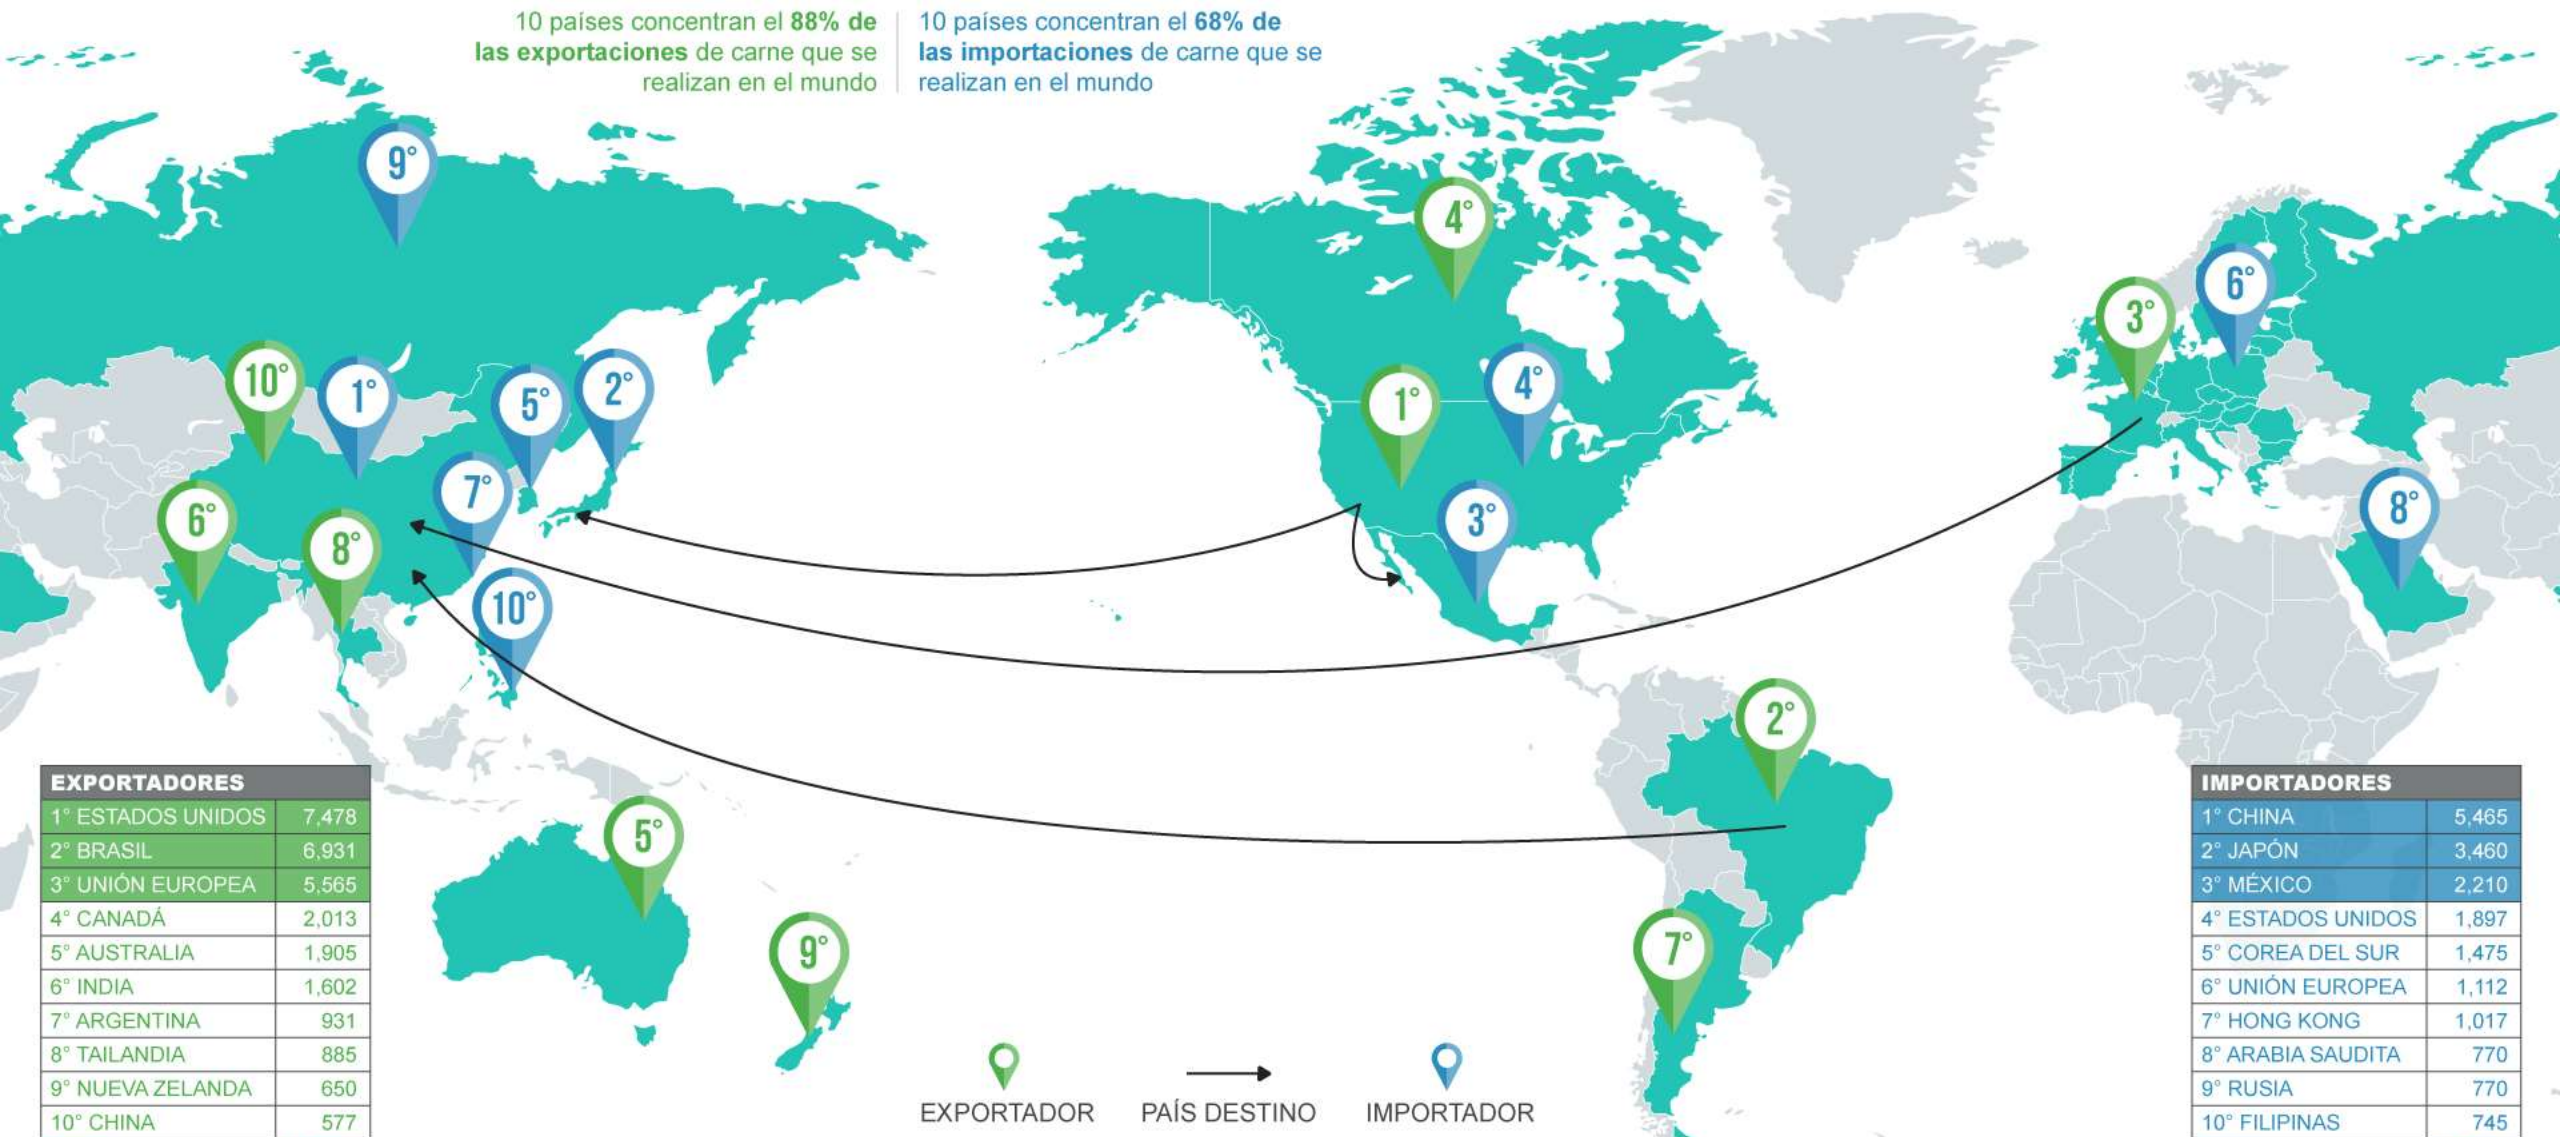 10 países concentran el 88% de
las exportaciones de carne que se
realizan en el mundo
10 países concentran el 68% de
las importaciones de carne que se
realizan en el mundo
9°
4°
6°
3°
10°
1°
5°
2°
1°
4°
7°
3°
8°
6°
8°
10°
2°
5°
9°
7°
EXPORTADORES
1° ESTADOS UNIDOS 7,478
2° BRASIL 6,931
3° UNIÓN EUROPEA 5,565
4° CANADÁ 2,013
5° AUSTRALIA 1,905
6° INDIA 1,602
7° ARGENTINA 931
8° TAILANDIA 885
9° NUEVA ZELANDA 650
10° CHINA 577
EXPORTADOR
PAÍS DESTINO
IMPORTADOR
IMPORTADORES
1° CHINA 5,465
2° JAPÓN 3,460
3° MÉXICO 2,210
4° ESTADOS UNIDOS 1,897
5° COREA DEL SUR 1,475
6° UNIÓN EUROPEA 1,112
7° HONG KONG 1,017
8° ARABIA SAUDITA 770
9° RUSIA 770
10° FILIPINAS 745